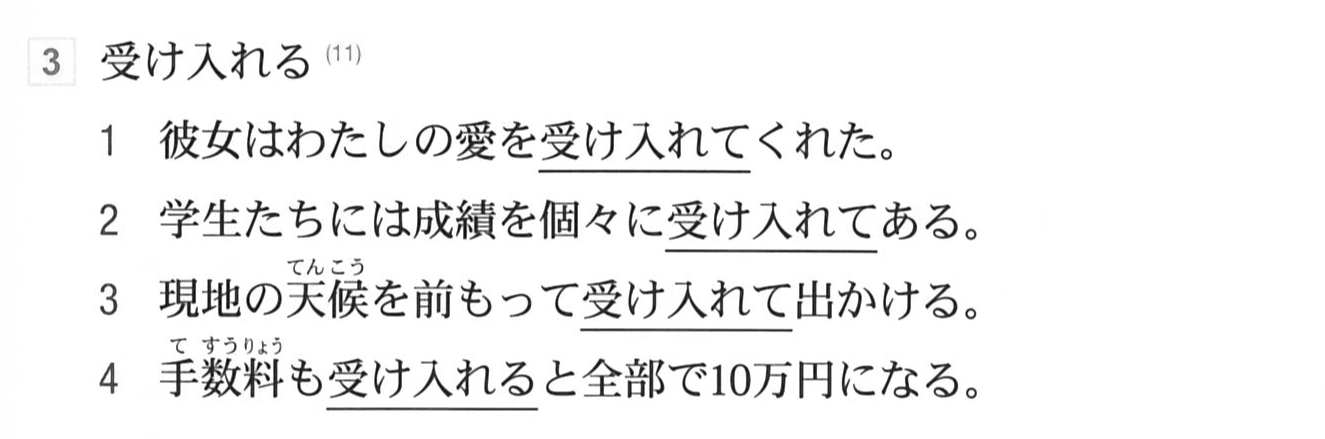 3 受け入れる (11)
1 彼女はわたしの愛を受け入れてくれた。
2 学生たちには成績を個々に受け入れてある。
てんこう
3 現地の天候を前もって受け入れて出かける。
て すうりょう
4 手数料も受け入れると全部で10万円になる。